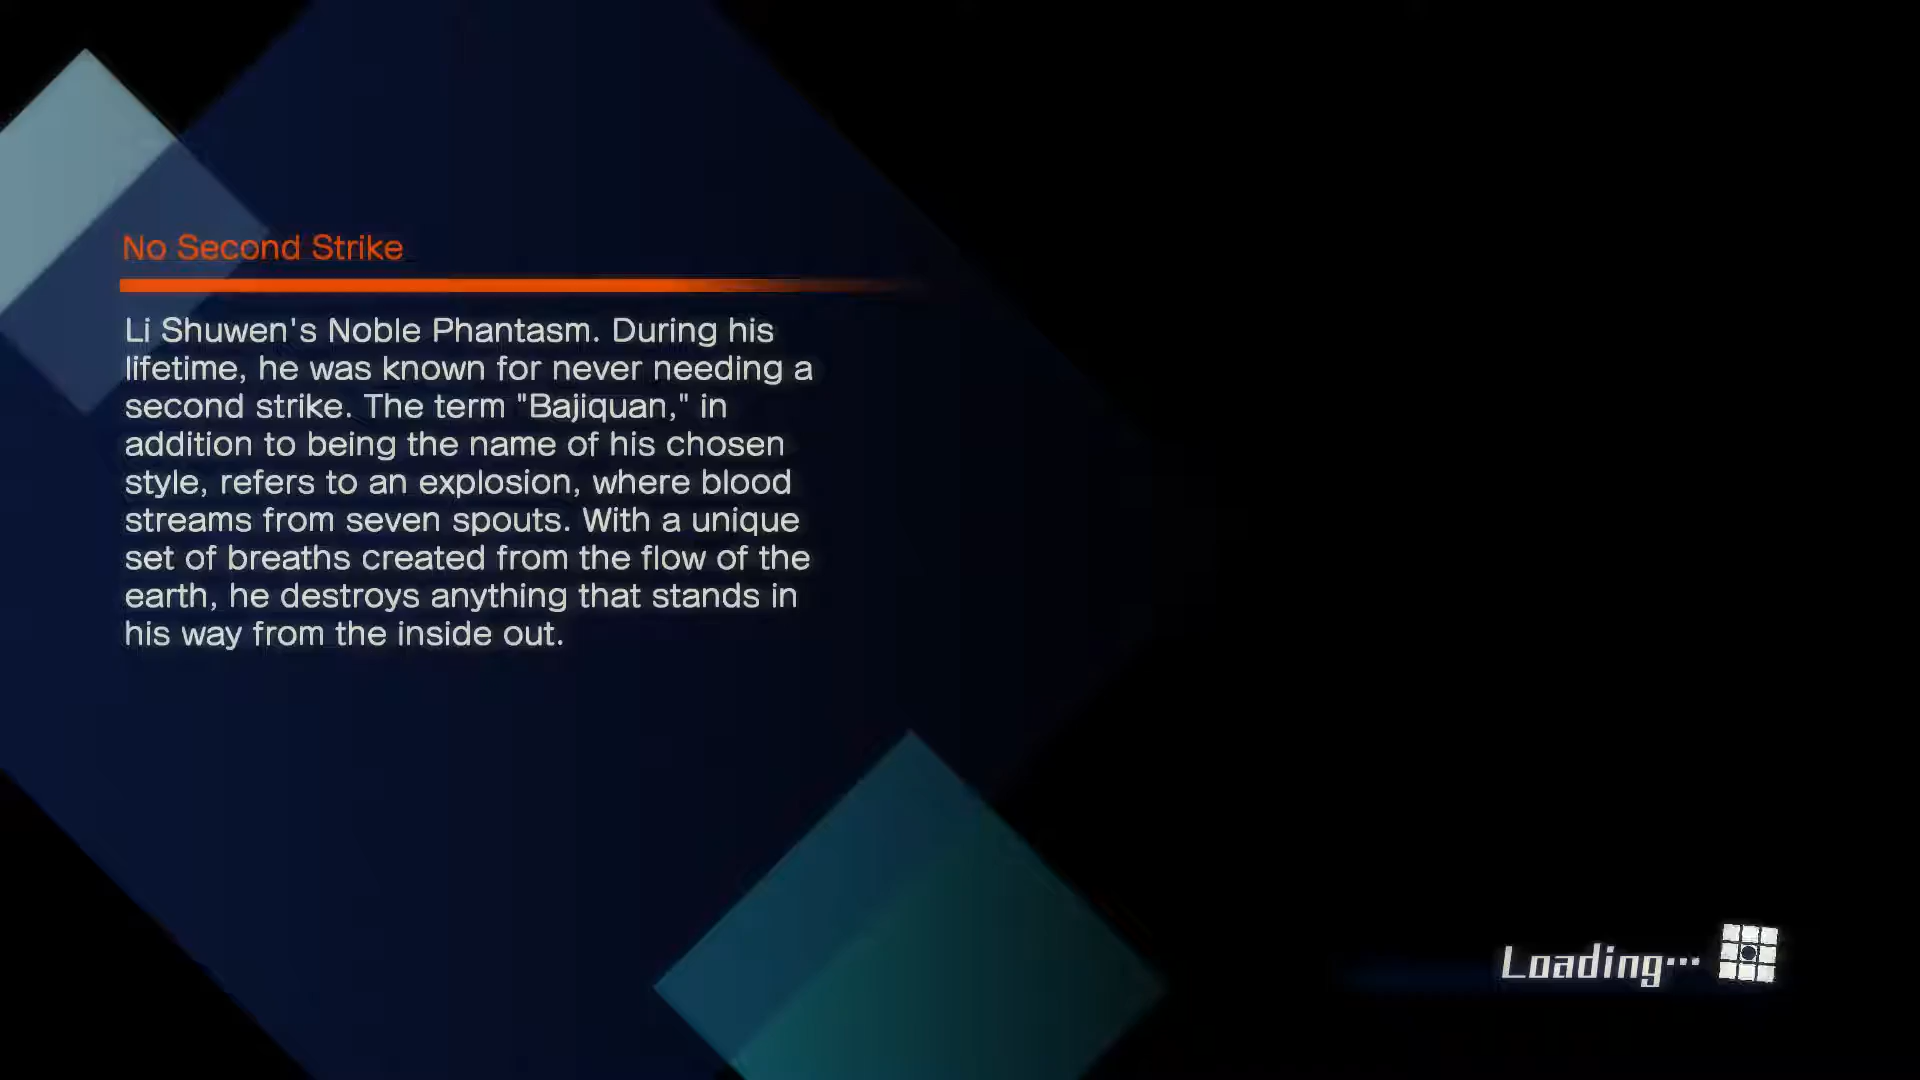 No Second Strike
Li Shuwen's Noble Phantasm. During his
lifetime, he was known for never needing a
second strike. The term "Bajiquan," in
addition to being the name of his chosen
style, refers to an explosion, where blood
streams from seven spouts. With a unique
set of breaths created from the flow of the
earth, he destroys anything that stands in
his way from the inside out.
Loading···